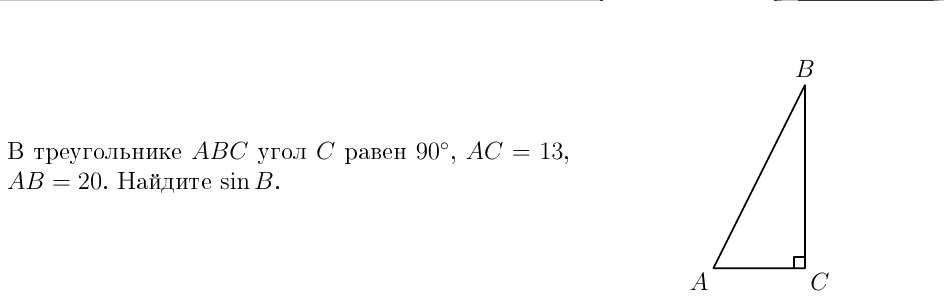 В треугольнике ABC угол C равен 90°, AC = 13,
AB = 20. Найдите sin B.
B
A
C